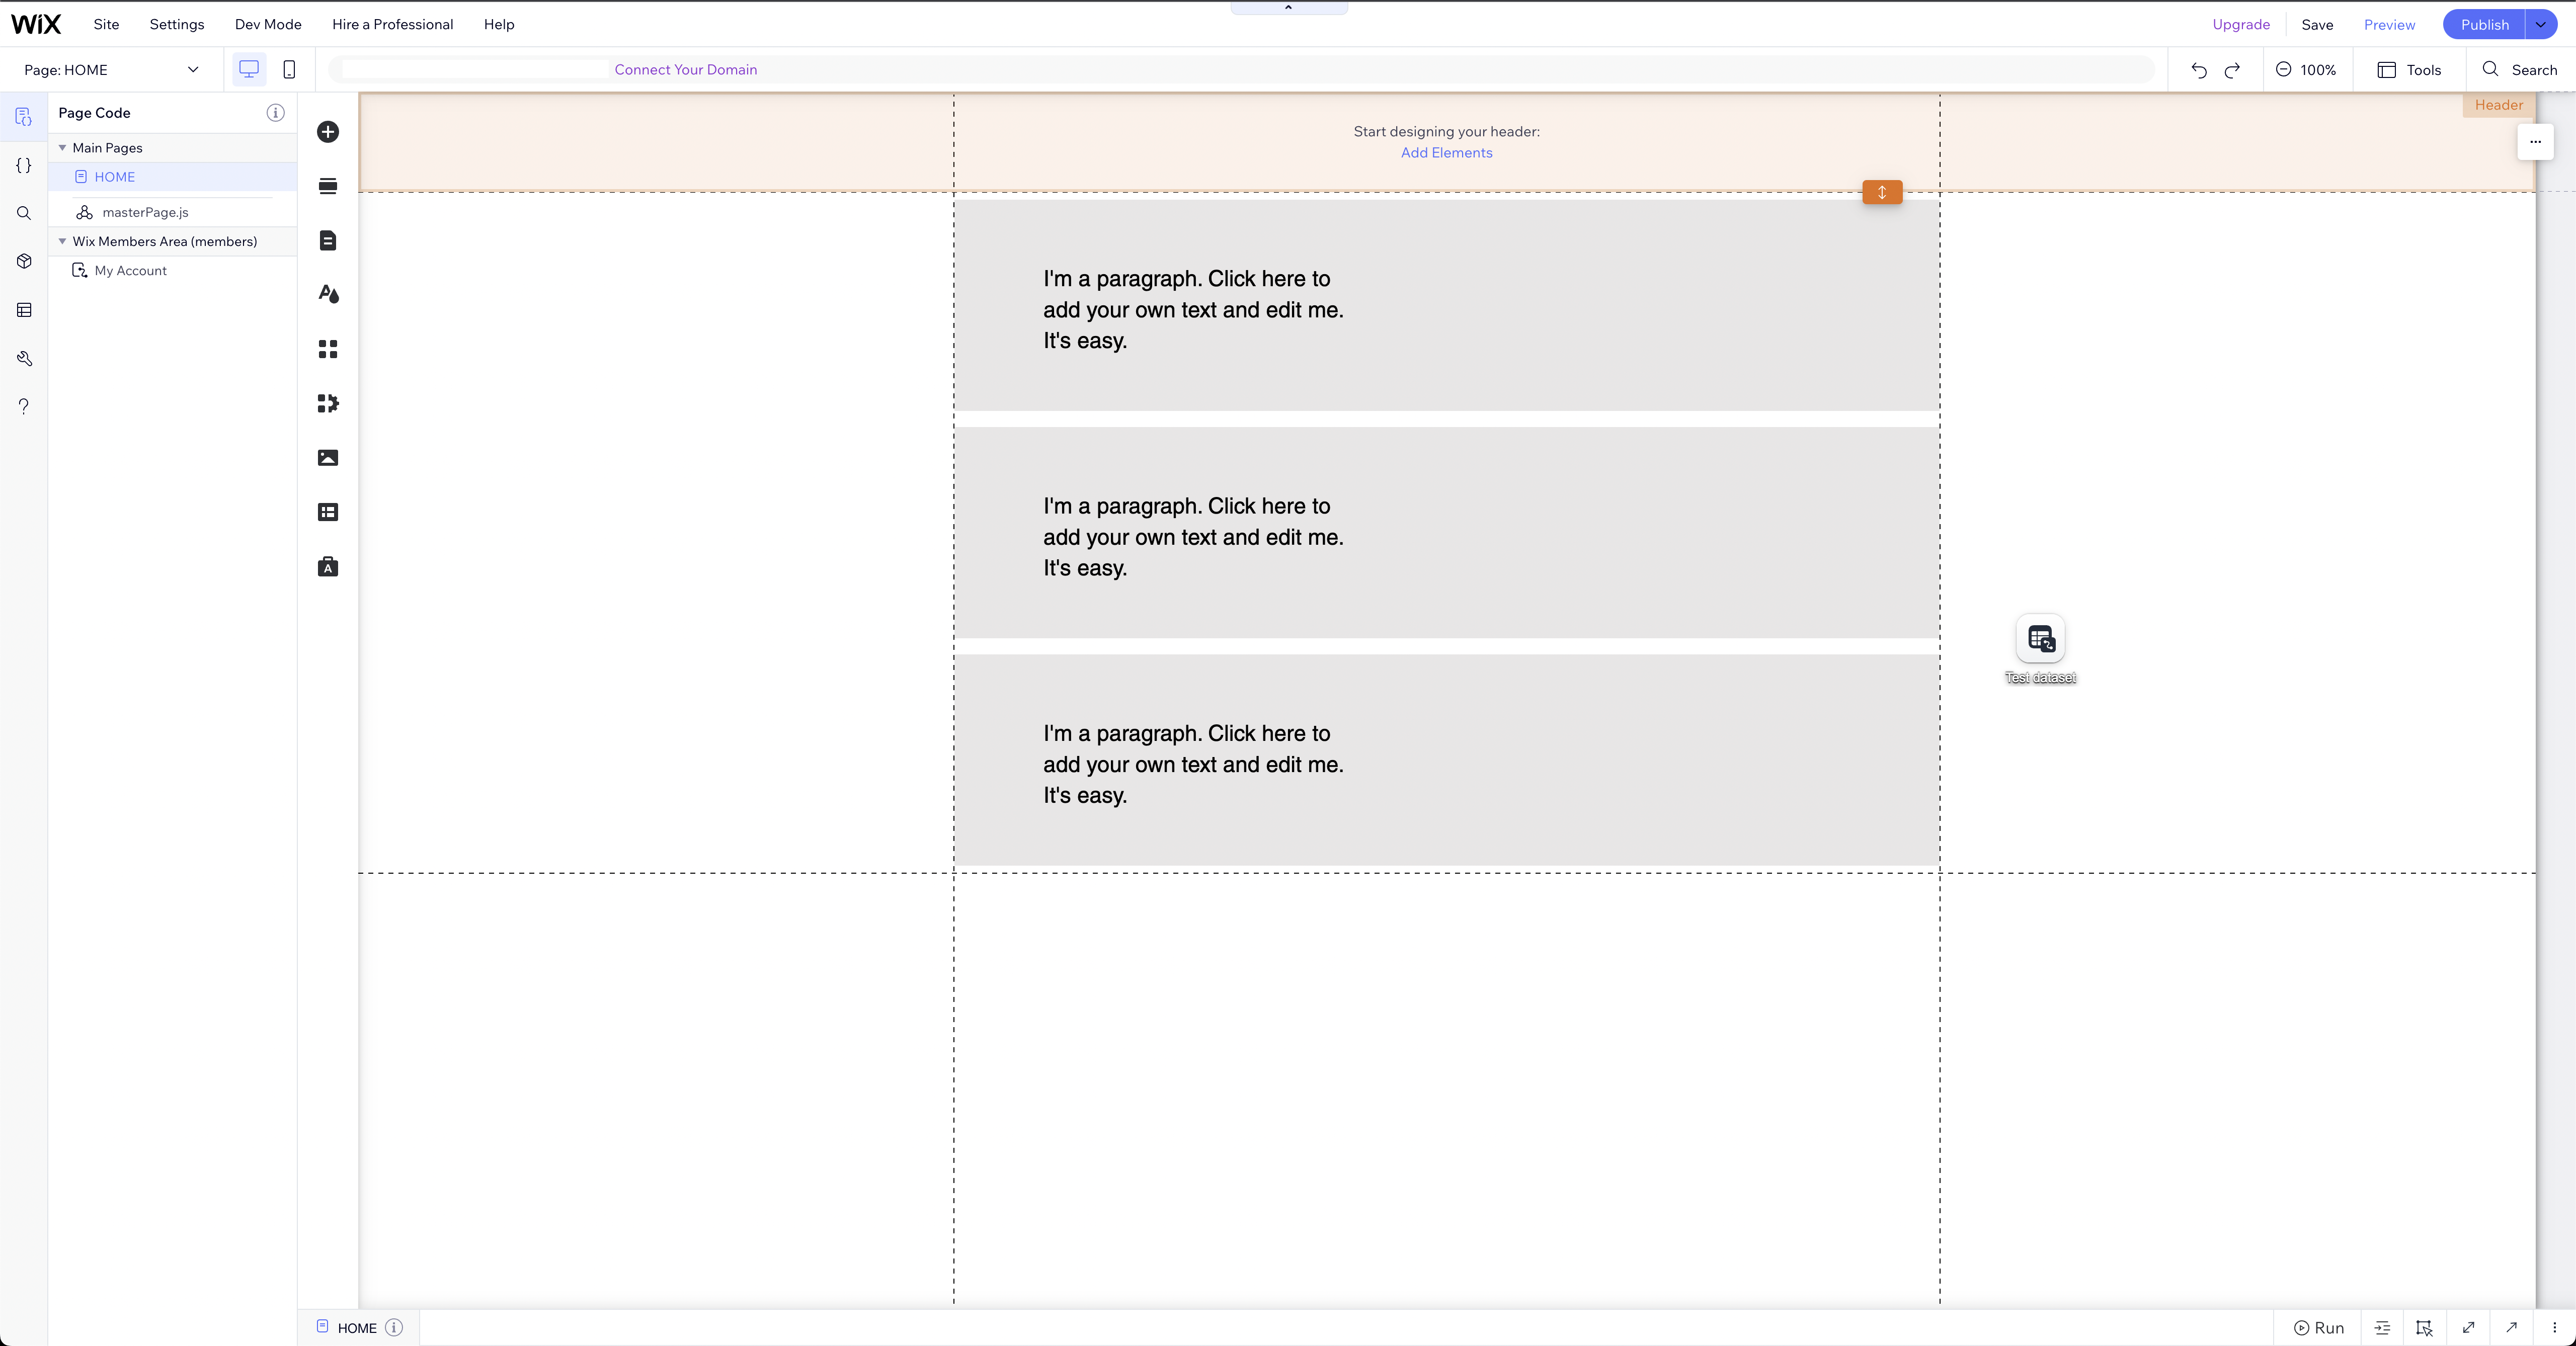 WiX Site Settings Dev Mode Hire a Professional Help Upgrade Save Preview Publish
Page: HOME Connect Your Domain 100% Tools Search
Page Code
Main Pages
HOME
masterPage.js
Wix Members Area (members)
My Account
Header
Start designing your header:
Add Elements
I'm a paragraph. Click here to
add your own text and edit me.
It's easy.
I'm a paragraph. Click here to
add your own text and edit me.
It's easy.
Test dataset
I'm a paragraph. Click here to
add your own text and edit me.
It's easy.
HOME Run